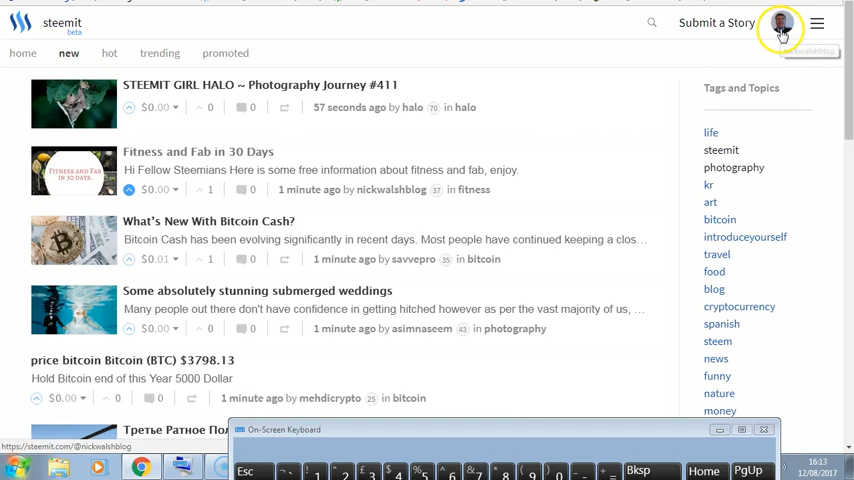 steemit
beta
Submit a Story
nickwalshblog
home new hot trending promoted
STEEMIT GIRL HALO ~ Photography Journey #411
$0.00 0 0 57 seconds ago by halo 70 in halo
Fitness and Fab in 30 Days
Hi Fellow Steemians Here is some free information about fitness and fab, enjoy.
$0.00 1 0 1 minute ago by nickwalshblog 37 in fitness
FITNESS AND FAB
IN 30 DAYS.
What's New With Bitcoin Cash?
Bitcoin Cash has been evolving significantly in recent days. Most people have continued keeping a clos...
$0.01 1 0 1 minute ago by savvepro 35 in bitcoin
Some absolutely stunning submerged weddings
Many people out there don't have confidence in getting hitched however as per the vast majority of us, ...
$0.00 0 0 1 minute ago by asimnaseem 43 in photography
price bitcoin Bitcoin (BTC) $3798.13
Hold Bitcoin end of this Year 5000 Dollar
$0.00 0 0 1 minute ago by mehdicrypto 25 in bitcoin
Третье Ратное
Tags and Topics
life
steemit
photography
kr
art
bitcoin
introduceyourself
travel
food
blog
cryptocurrency
spanish
steem
news
funny
nature
money
https://steemit.com/@nickwalshblog
On-Screen Keyboard
Esc ¬ ` ! 1 " 2 £ 3 $ 4 % 5 ^ 6 & 7 * 8 ( 9 ) 0 _ - + = Bksp Home PgUp
16:13
12/08/2017